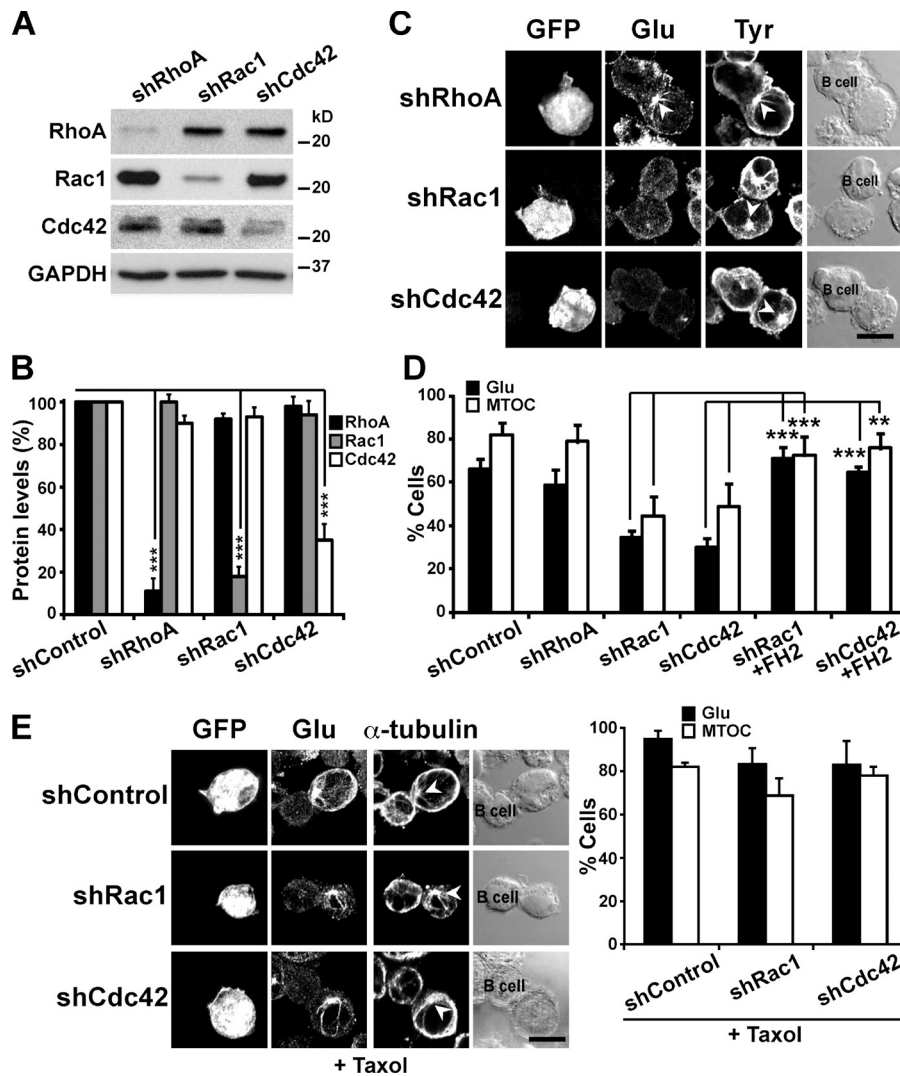 A
shRhoA
shRac1
shCdc42
kD
RhoA
–20
Rac1
–20
Cdc42
–20
GAPDH
–37
B
Protein levels (%)
100
80
60
40
20
0
RhoA
Rac1
Cdc42
***
***
***
shControl
shRhoA
shRac1
shCdc42
C
GFP Glu Tyr
shRhoA
B cell
shRac1
B cell
shCdc42
B cell
D
% Cells
80
60
40
20
0
Glu
MTOC
***
***
***
**
shControl
shRhoA
shRac1
shCdc42
shRac1
+FH2
shCdc42
+FH2
E
GFP Glu α-tubulin
shControl
B cell
shRac1
B cell
shCdc42
B cell
+ Taxol
% Cells
100
80
60
40
20
0
Glu
MTOC
shControl
shRac1
shCdc42
+ Taxol